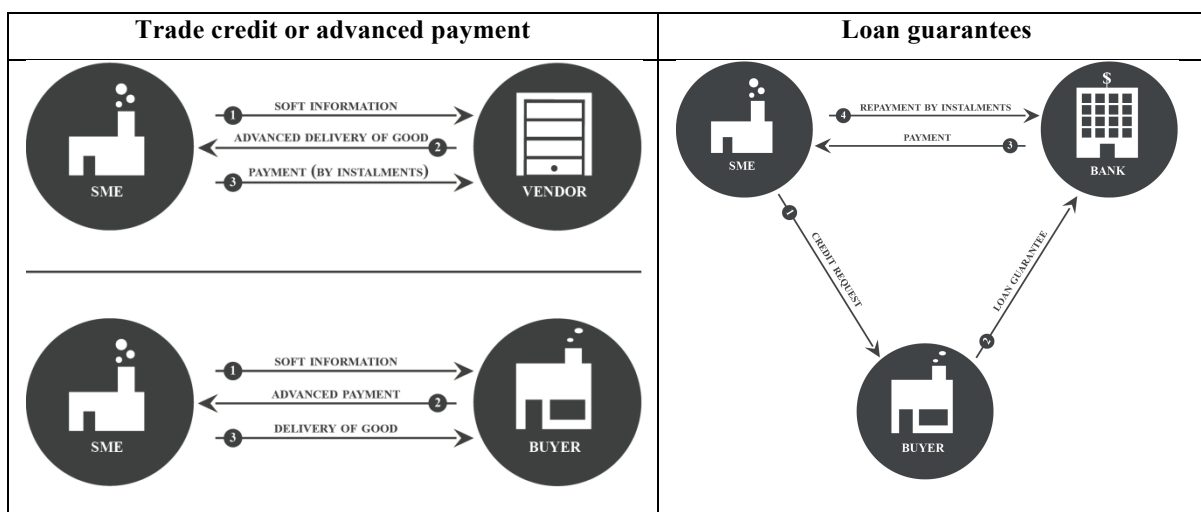 Trade credit or advanced payment
1 SOFT INFORMATION
ADVANCED DELIVERY OF GOOD 2
3 PAYMENT (BY INSTALMENTS)
SME
VENDOR
1 SOFT INFORMATION
ADVANCED PAYMENT 2
3 DELIVERY OF GOOD
SME
BUYER
Loan guarantees
$
4 REPAYMENT BY INSTALMENTS
PAYMENT 3
SME
BANK
1 CREDIT REQUEST
2 LOAN GUARANTEE
BUYER